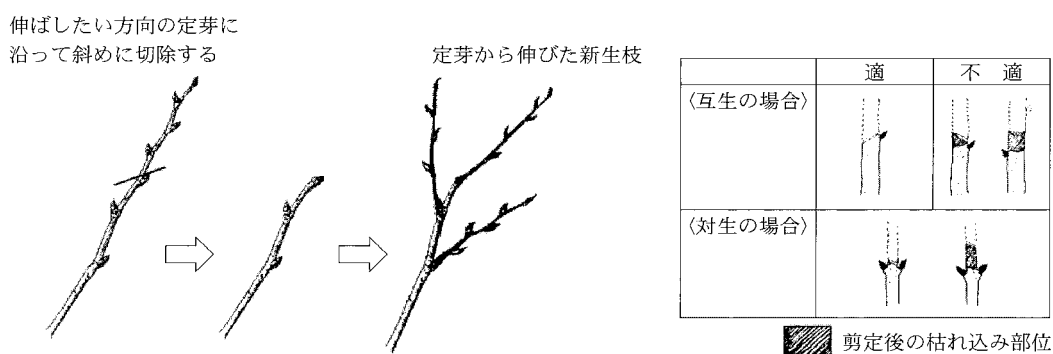 伸ばしたい方向の定芽に
沿って斜めに切除する
定芽から伸びた新生枝
適
不 適
〈互生の場合〉
〈対生の場合〉
剪定後の枯れ込み部位